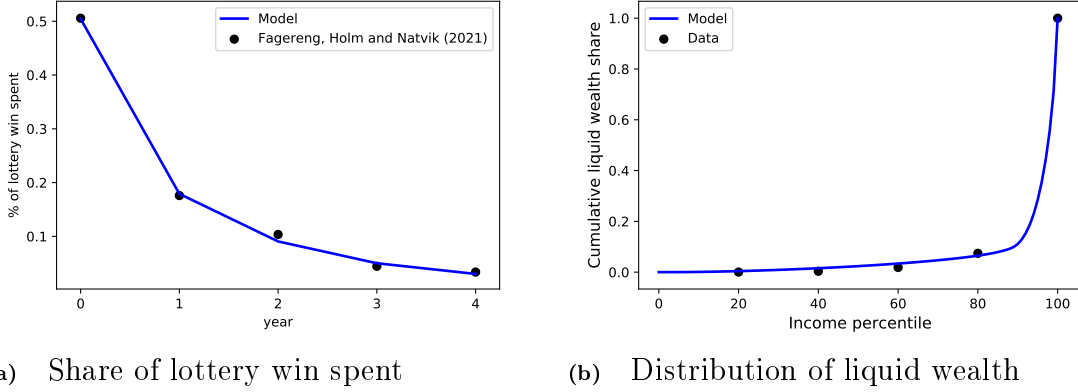 0.5
0.4
0.3
0.2
0.1
% of lottery win spent
Model
Fagereng, Holm and Natvik (2021)
0 1 2 3 4
year
1.0
0.8
0.6
0.4
0.2
0.0
Cumulative liquid wealth share
Model
Data
0 20 40 60 80 100
Income percentile
a) Share of lottery win spent
(b) Distribution of liquid wealth